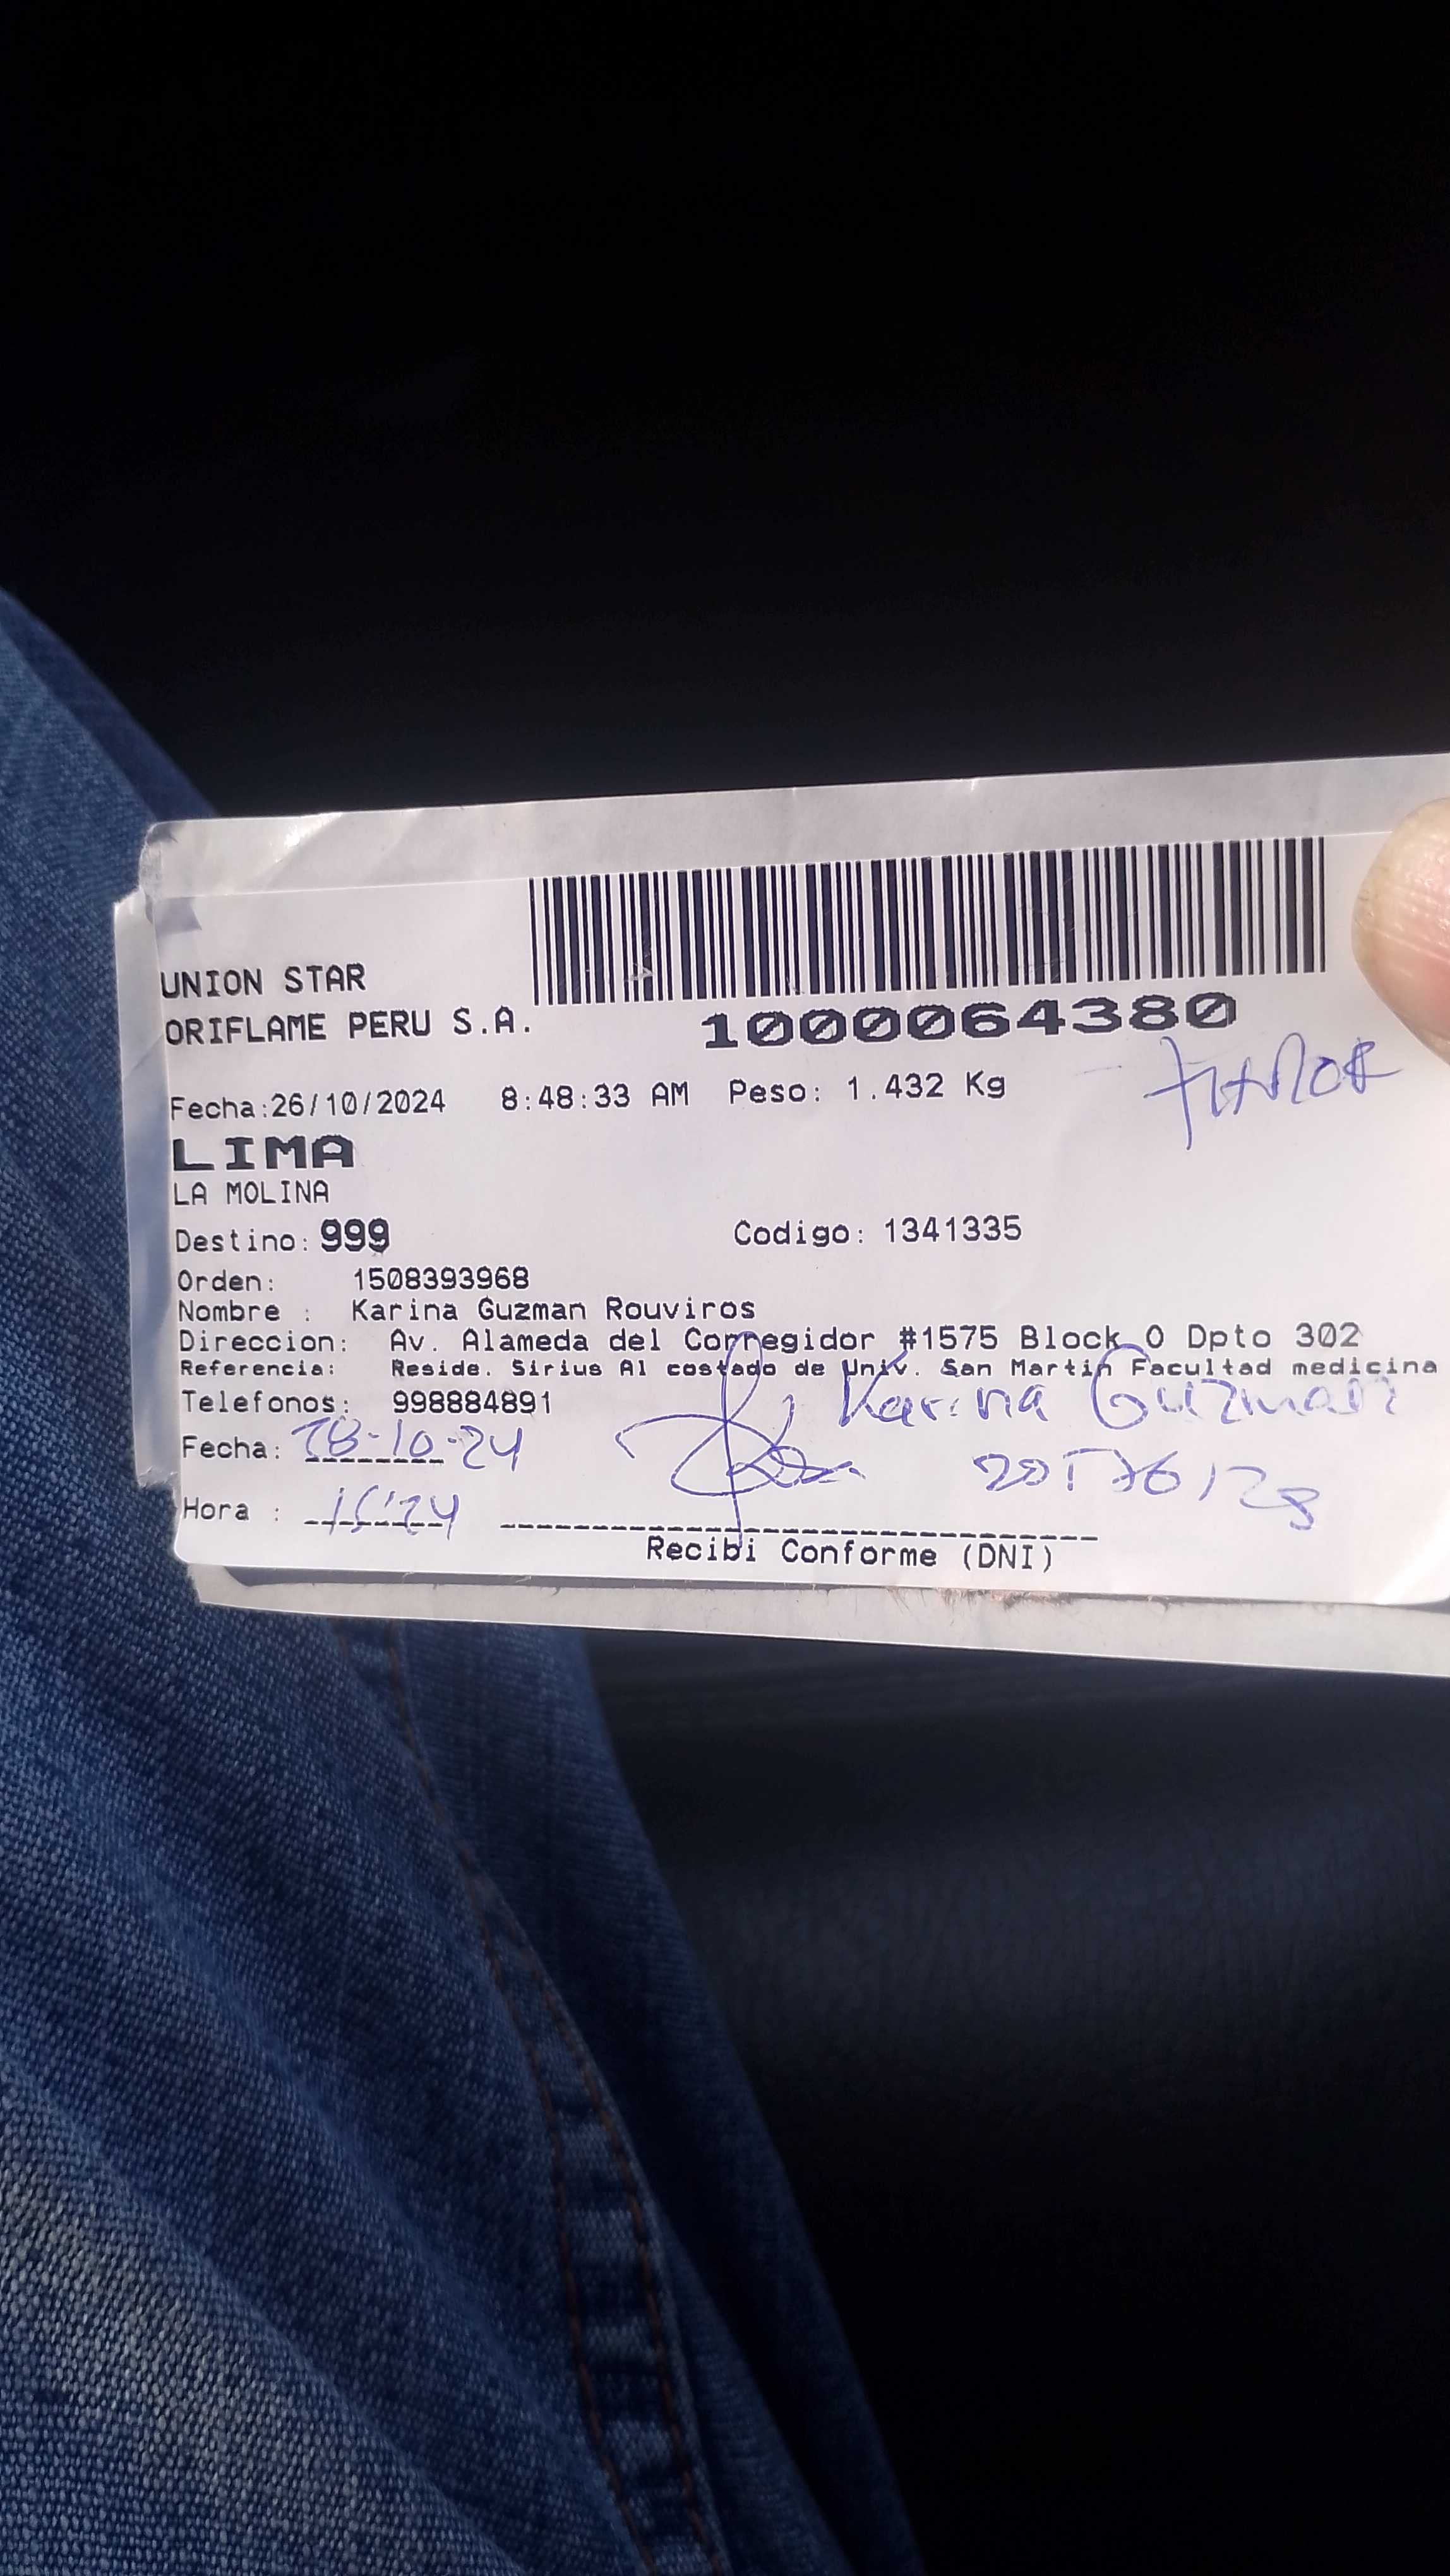 UNION STAR
ORIFLAME PERU S.A.
1000064380
Fecha:26/10/2024 8:48:33 AM Peso: 1.432 Kg
LIMA
LA MOLINA
Destino: 999 Codigo: 1341335
Orden: 1508393968
Nombre : Karina Guzman Rouviros
Direccion: Av. Alameda del Corregidor #1575 Block O Dpto 302
Referencia: Reside. Sirius Al costado de Univ. San Martin Facultad medicina
Telefonos: 998884891
Karina Guzman
Fecha: 28-10-24
Hora :
Recibi Conforme (DNI)